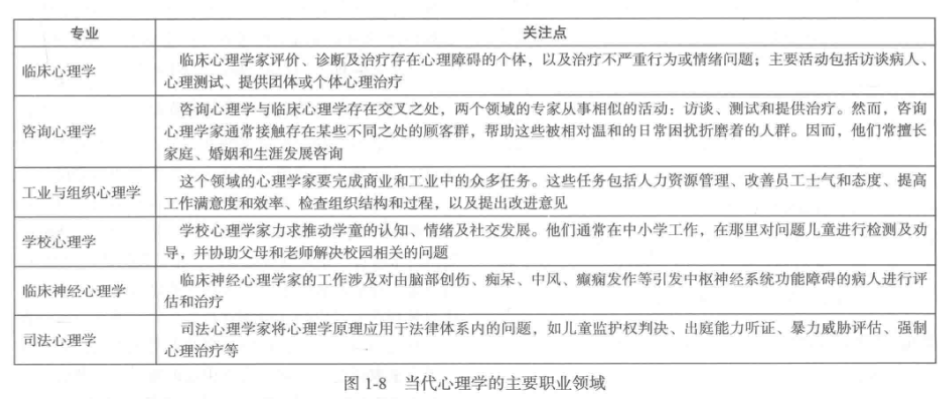 专业
关注点
临床心理学
临床心理学家评价、诊断及治疗存在心理障碍的个体，以及治疗不严重行为或情绪问题；主要活动包括访谈病人、
心理测试、提供团体或个体心理治疗
咨询心理学
咨询心理学与临床心理学存在交叉之处，两个领域的专家从事相似的活动：访谈、测试和提供治疗。然而，咨询
心理学家通常接触存在某些不同之处的顾客群，帮助这些被相对温和的日常困扰折磨着的人群。因而，他们常擅长
家庭、婚姻和生涯发展咨询
工业与组织心理学
这个领域的心理学家要完成商业和工业中的众多任务。这些任务包括人力资源管理、改善员工士气和态度、提高
工作满意度和效率、检查组织结构和过程，以及提出改进意见
学校心理学
学校心理学家力求推动学童的认知、情绪及社交发展。他们通常在中小学工作，在那里对问题儿童进行检测及劝
导，并协助父母和老师解决校园相关的问题
临床神经心理学
临床神经心理学家的工作涉及对由脑部创伤、痴呆、中风、癫痫发作等引发中枢神经系统功能障碍的病人进行评
估和治疗
司法心理学
司法心理学家将心理学原理应用于法律体系内的问题，如儿童监护权判决、出庭能力听证、暴力威胁评估、强制
心理治疗等
图 1-8 当代心理学的主要职业领域